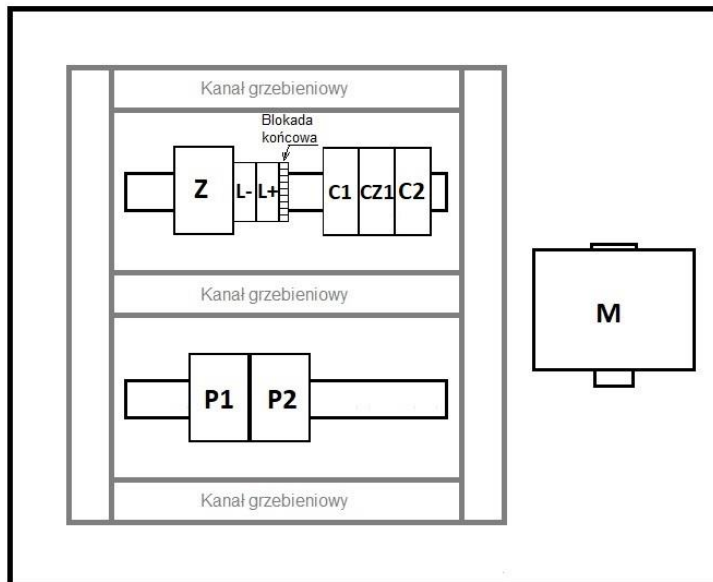 Kanał grzebieniowy
Blokada
końcowa
Z
L-
L+
C1
CZ1
C2
Kanał grzebieniowy
M
P1
P2
Kanał grzebieniowy